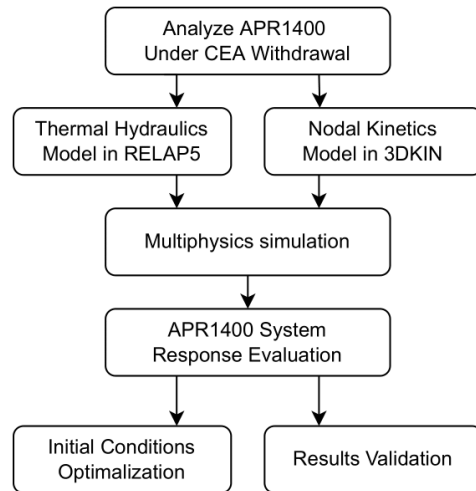 Analyze APR1400
Under CEA Withdrawal
Thermal Hydraulics
Model in RELAP5
Nodal Kinetics
Model in 3DKIN
Multiphysics simulation
APR1400 System
Response Evaluation
Initial Conditions
Optimalization
Results Validation